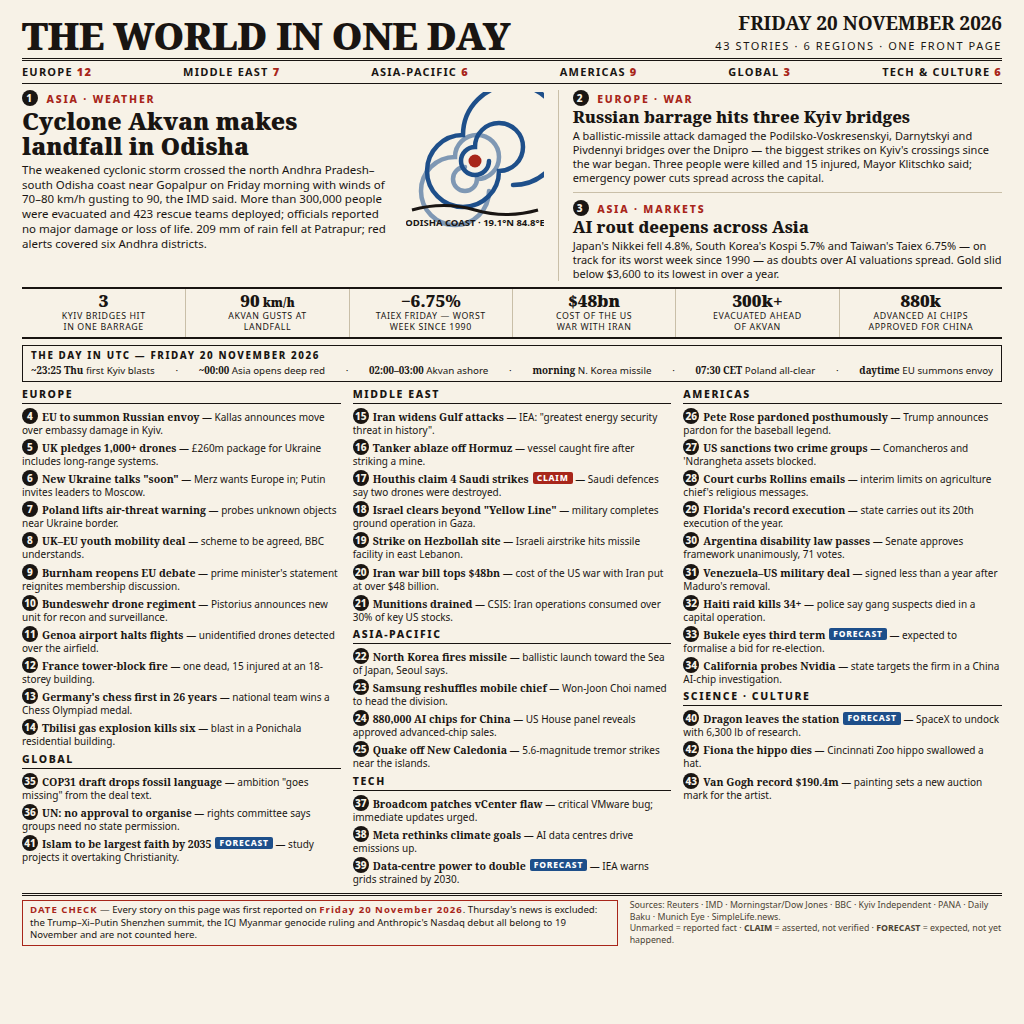 THE WORLD IN ONE DAY
FRIDAY 20 NOVEMBER 2026
43 STORIES · 6 REGIONS · ONE FRONT PAGE
EUROPE 12
MIDDLE EAST 7
ASIA-PACIFIC 6
AMERICAS 9
GLOBAL 3
TECH & CULTURE 6
1 ASIA · WEATHER
Cyclone Akvan makes
landfall in Odisha
The weakened cyclonic storm crossed the north Andhra Pradesh–
south Odisha coast near Gopalpur on Friday morning with winds of
70–80 km/h gusting to 90, the IMD said. More than 300,000 people
were evacuated and 423 rescue teams deployed; officials reported
no major damage or loss of life. 209 mm of rain fell at Patrapur; red
alerts covered six Andhra districts.
ODISHA COAST · 19.1°N 84.8°E
2 EUROPE · WAR
Russian barrage hits three Kyiv bridges
A ballistic-missile attack damaged the Podilsko-Voskresenskyi, Darnytskyi and
Pivdennyi bridges over the Dnipro — the biggest strikes on Kyiv's crossings since
the war began. Three people were killed and 15 injured, Mayor Klitschko said;
emergency power cuts spread across the capital.
3 ASIA · MARKETS
AI rout deepens across Asia
Japan's Nikkei fell 4.8%, South Korea's Kospi 5.7% and Taiwan's Taiex 6.75% — on
track for its worst week since 1990 — as doubts over AI valuations spread. Gold slid
below $3,600 to its lowest in over a year.
3
KYIV BRIDGES HIT
IN ONE BARRAGE
90 km/h
AKVAN GUSTS AT
LANDFALL
−6.75%
TAIEX FRIDAY — WORST
WEEK SINCE 1990
$48bn
COST OF THE US
WAR WITH IRAN
300k+
EVACUATED AHEAD
OF AKVAN
880k
ADVANCED AI CHIPS
APPROVED FOR CHINA
THE DAY IN UTC — FRIDAY 20 NOVEMBER 2026
~23:25 Thu first Kyiv blasts · ~00:00 Asia opens deep red · 02:00–03:00 Akvan ashore · morning N. Korea missile · 07:30 CET Poland all-clear · daytime EU summons envoy
EUROPE
4 EU to summon Russian envoy — Kallas announces move
over embassy damage in Kyiv.
5 UK pledges 1,000+ drones — £260m package for Ukraine
includes long-range systems.
6 New Ukraine talks "soon" — Merz wants Europe in; Putin
invites leaders to Moscow.
7 Poland lifts air-threat warning — probes unknown objects
near Ukraine border.
8 UK–EU youth mobility deal — scheme to be agreed, BBC
understands.
9 Burnham reopens EU debate — prime minister's statement
reignites membership discussion.
10 Bundeswehr drone regiment — Pistorius announces new
unit for recon and surveillance.
11 Genoa airport halts flights — unidentified drones detected
over the airfield.
12 France tower-block fire — one dead, 15 injured at an 18-
storey building.
13 Germany's chess first in 26 years — national team wins a
Chess Olympiad medal.
14 Tbilisi gas explosion kills six — blast in a Ponichala
residential building.
GLOBAL
35 COP31 draft drops fossil language — ambition "goes
missing" from the deal text.
36 UN: no approval to organise — rights committee says
groups need no state permission.
41 Islam to be largest faith by 2035 FORECAST — study
projects it overtaking Christianity.
MIDDLE EAST
15 Iran widens Gulf attacks — IEA: "greatest energy security
threat in history".
16 Tanker ablaze off Hormuz — vessel caught fire after
striking a mine.
17 Houthis claim 4 Saudi strikes CLAIM — Saudi defences
say two drones were destroyed.
18 Israel clears beyond "Yellow Line" — military completes
ground operation in Gaza.
19 Strike on Hezbollah site — Israeli airstrike hits missile
facility in east Lebanon.
20 Iran war bill tops $48bn — cost of the US war with Iran put
at over $48 billion.
21 Munitions drained — CSIS: Iran operations consumed over
30% of key US stocks.
ASIA-PACIFIC
22 North Korea fires missile — ballistic launch toward the Sea
of Japan, Seoul says.
23 Samsung reshuffles mobile chief — Won-Joon Choi named
to head the division.
24 880,000 AI chips for China — US House panel reveals
approved advanced-chip sales.
25 Quake off New Caledonia — 5.6-magnitude tremor strikes
near the islands.
TECH
37 Broadcom patches vCenter flaw — critical VMware bug;
immediate updates urged.
38 Meta rethinks climate goals — AI data centres drive
emissions up.
39 Data-centre power to double FORECAST — IEA warns
grids strained by 2030.
AMERICAS
26 Pete Rose pardoned posthumously — Trump announces
pardon for the baseball legend.
27 US sanctions two crime groups — Comancheros and
'Ndrangheta assets blocked.
28 Court curbs Rollins emails — interim limits on agriculture
chief's religious messages.
29 Florida's record execution — state carries out its 20th
execution of the year.
30 Argentina disability law passes — Senate approves
framework unanimously, 71 votes.
31 Venezuela–US military deal — signed less than a year after
Maduro's removal.
32 Haiti raid kills 34+ — police say gang suspects died in a
capital operation.
33 Bukele eyes third term FORECAST — expected to
formalise a bid for re-election.
34 California probes Nvidia — state targets the firm in a China
AI-chip investigation.
SCIENCE · CULTURE
40 Dragon leaves the station FORECAST — SpaceX to undock
with 6,300 lb of research.
42 Fiona the hippo dies — Cincinnati Zoo hippo swallowed a
hat.
43 Van Gogh record $190.4m — painting sets a new auction
mark for the artist.
DATE CHECK — Every story on this page was first reported on Friday 20 November 2026. Thursday's news is excluded:
the Trump–Xi–Putin Shenzhen summit, the ICJ Myanmar genocide ruling and Anthropic's Nasdaq debut all belong to 19
November and are not counted here.
Sources: Reuters · IMD · Morningstar/Dow Jones · BBC · Kyiv Independent · PANA · Daily
Baku · Munich Eye · SimpleLife.news.
Unmarked = reported fact · CLAIM = asserted, not verified · FORECAST = expected, not yet
happened.